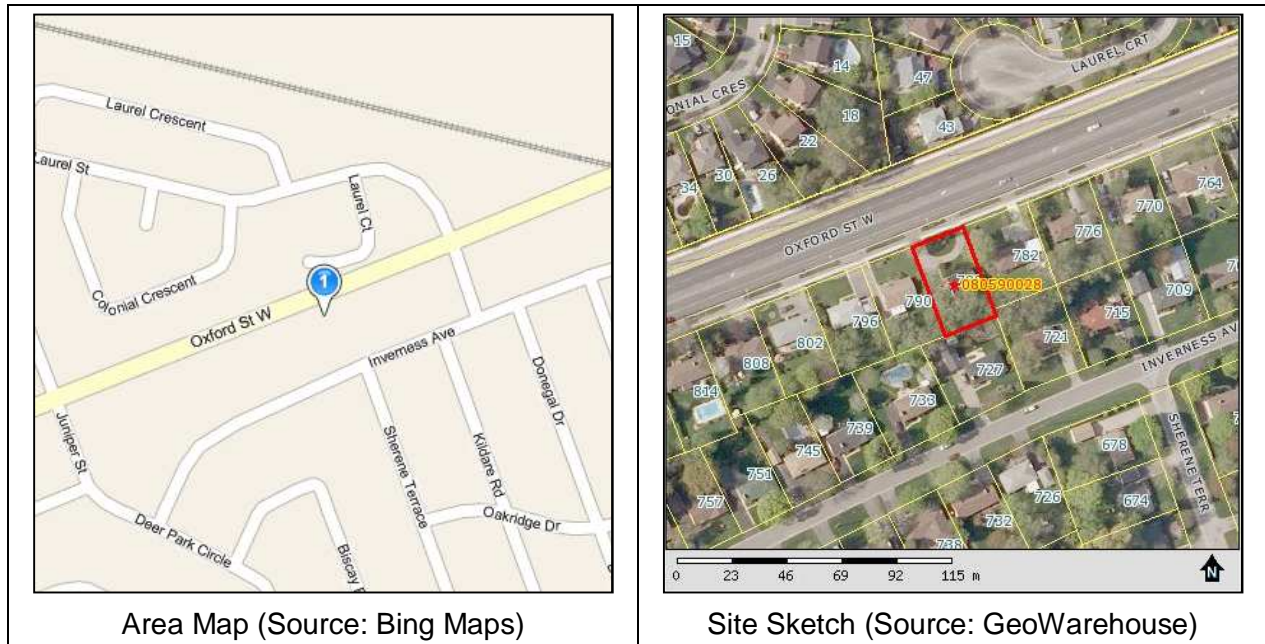 Laurel Crescent
Laurel St
Laurel Ct
Colonial Crescent
1
Oxford St W
Inverness Ave
Juniper St
Sherene Terrace
Kildare Rd
Donegal Dr
Oakridge Dr
Deer Park Circle
Area Map (Source: Bing Maps)
15
14
47
LAUREL CRT
ONIAL CRES
18
43
22
34
30
26
764
770
OXFORD ST W
776
782
080590028
790
709
796
715
802
721
INVERNESS AV
808
727
814
733
739
678
SHERENE TERR
745
751
726
674
757
732
738
0 23 46 69 92 115 m
N
Site Sketch (Source: GeoWarehouse)